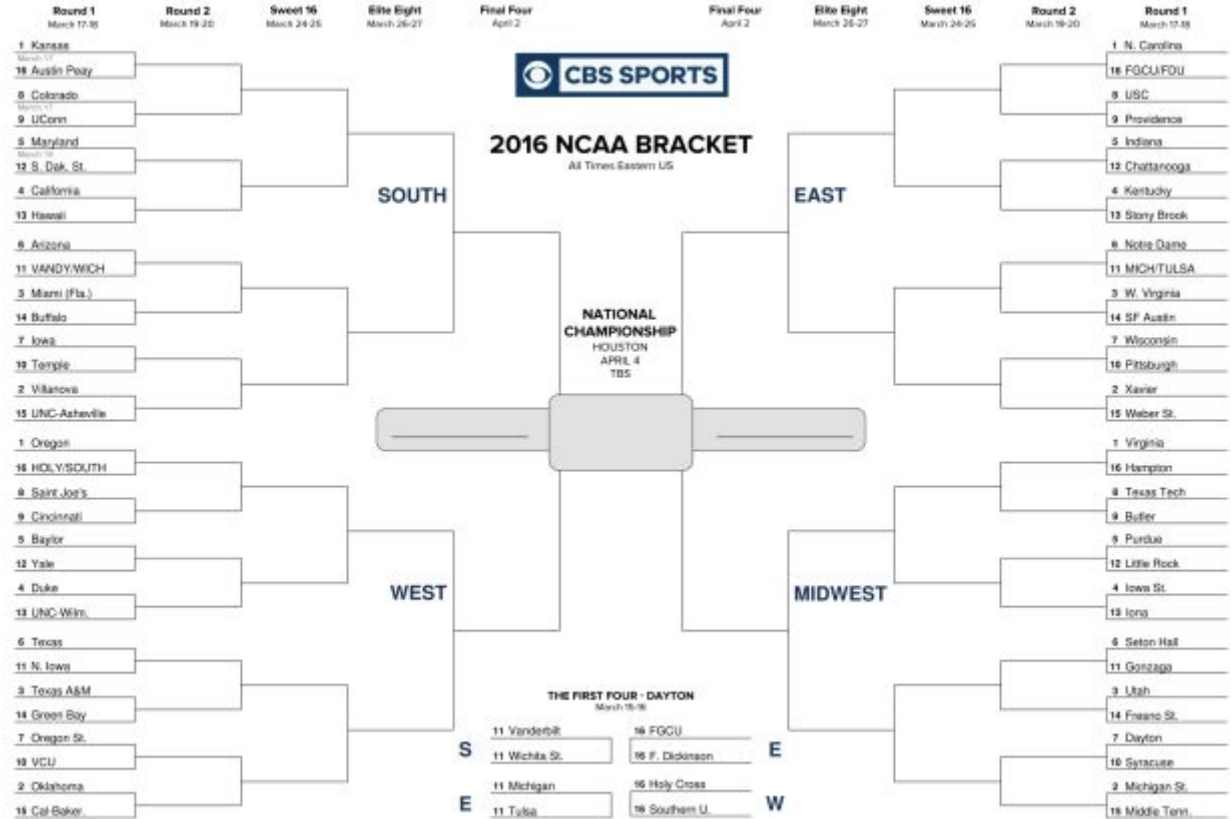 Round 1
March 17-18
Round 2
March 19-20
Sweet 16
March 24-25
Elite Eight
March 26-27
Final Four
April 2
Final Four
April 2
Elite Eight
March 26-27
Sweet 16
March 24-25
Round 2
March 19-20
Round 1
March 17-18
CBS SPORTS
2016 NCAA BRACKET
All Times Eastern US
SOUTH
1 Kansas
March 17
16 Austin Peay
8 Colorado
March 17
9 UConn
5 Maryland
March 18
12 S. Dak. St.
4 California
13 Hawaii
6 Arizona
11 VANDY/WICH
3 Miami (Fla.)
14 Buffalo
7 Iowa
10 Temple
2 Villanova
15 UNC-Asheville
WEST
1 Oregon
16 HOLY/SOUTH
8 Saint Joe's
9 Cincinnati
5 Baylor
12 Yale
4 Duke
13 UNC-Wilm.
6 Texas
11 N. Iowa
3 Texas A&M
14 Green Bay
7 Oregon St.
10 VCU
2 Oklahoma
15 Cal-Baker.
NATIONAL
CHAMPIONSHIP
HOUSTON
APRIL 4
TBS
EAST
1 N. Carolina
16 FGCU/FDU
8 USC
9 Providence
5 Indiana
12 Chattanooga
4 Kentucky
13 Stony Brook
6 Notre Dame
11 MICH/TULSA
3 W. Virginia
14 SF Austin
7 Wisconsin
10 Pittsburgh
2 Xavier
15 Weber St.
MIDWEST
1 Virginia
16 Hampton
8 Texas Tech
9 Butler
5 Purdue
12 Little Rock
4 Iowa St.
13 Iona
6 Seton Hall
11 Gonzaga
3 Utah
14 Fresno St.
7 Dayton
10 Syracuse
2 Michigan St.
15 Middle Tenn.
THE FIRST FOUR - DAYTON
March 15-16
S
11 Vanderbilt
11 Wichita St.
16 FGCU
16 F. Dickinson
E
E
11 Michigan
11 Tulsa
16 Holy Cross
16 Southern U.
W